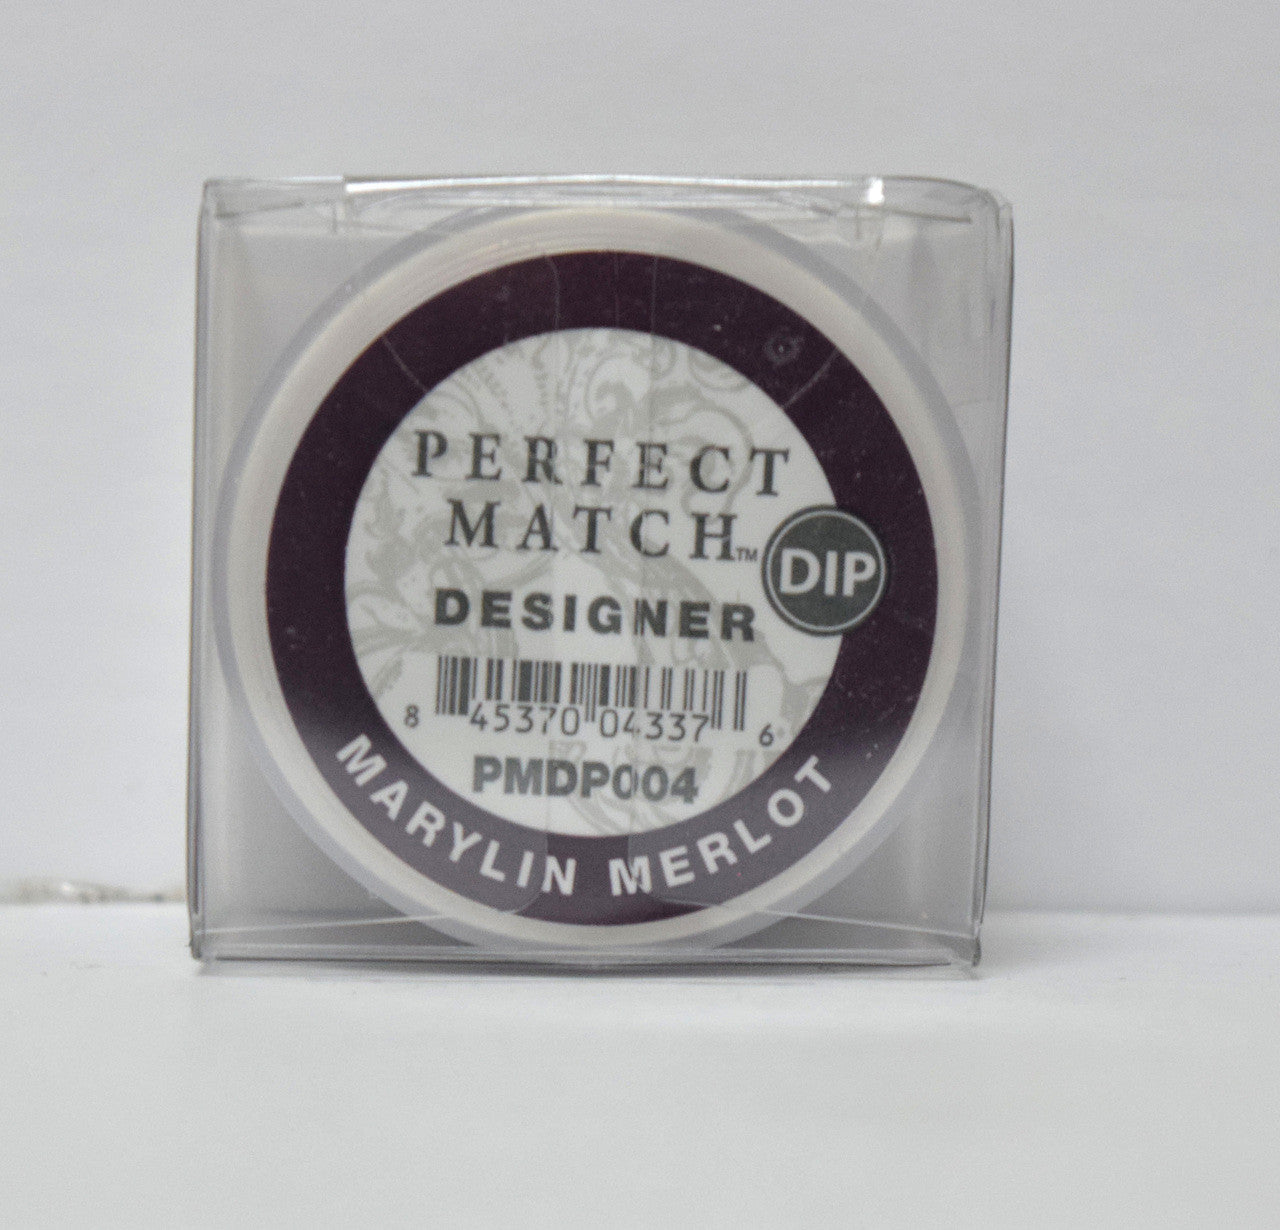 PERFECT
MATCH™
DIP
DESIGNER
8 45370 04337 6
PMDP004
MARYLIN MERLOT